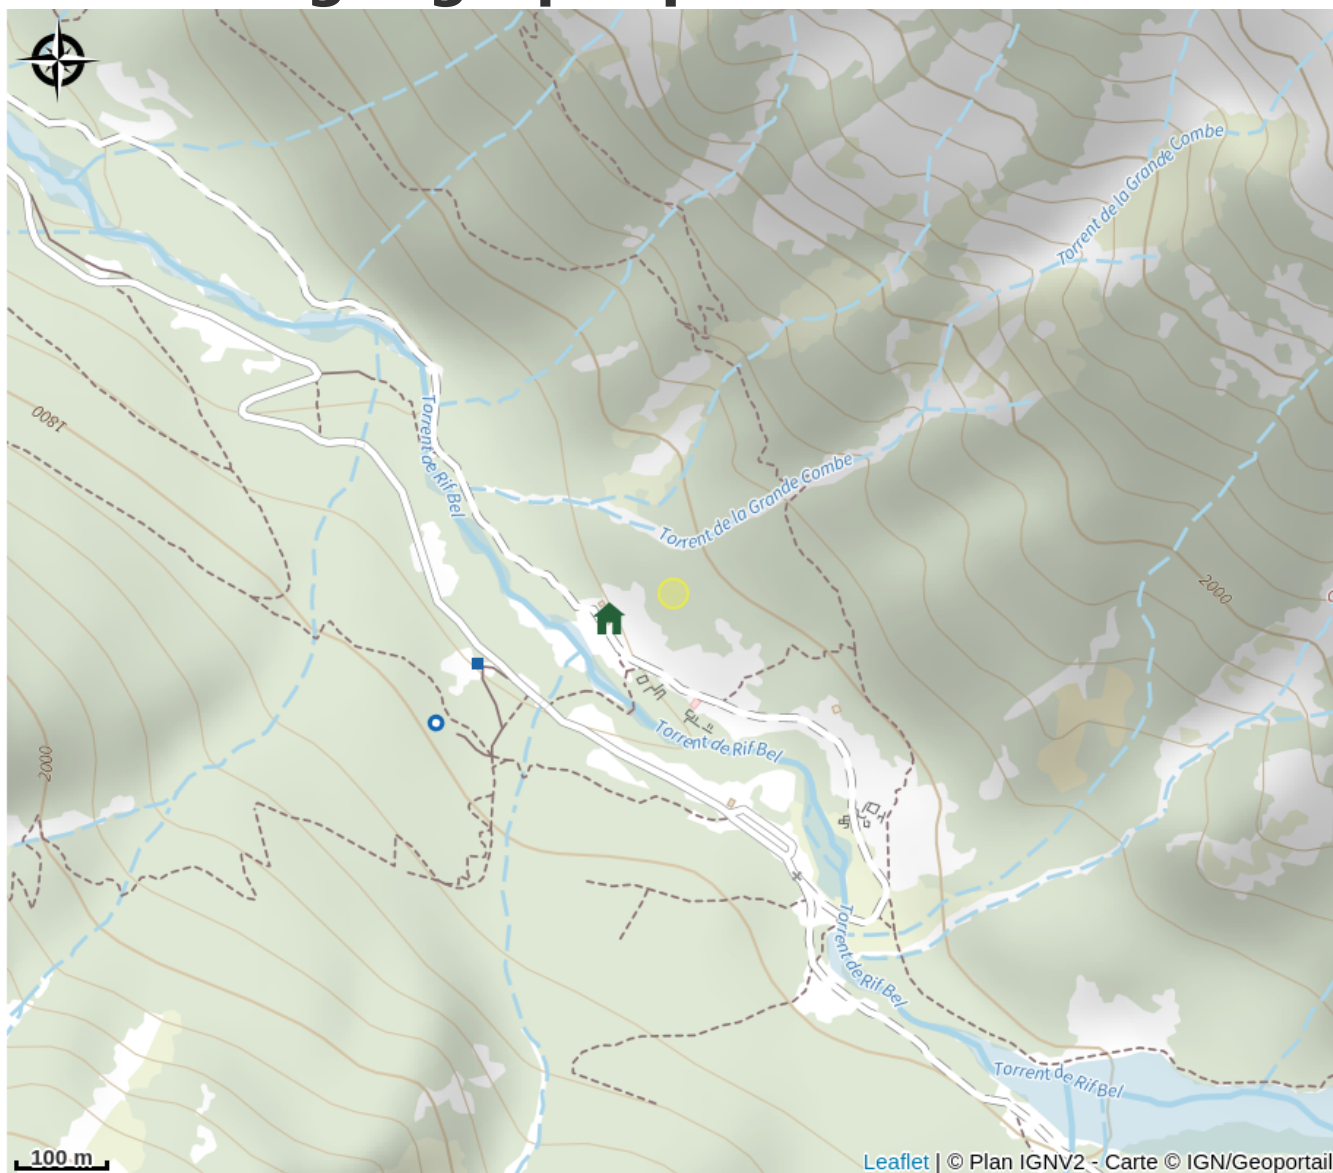 Torrent de la Grande Combe
Torrent de Rif Bel
1800
Torrent de la Grande Combe
2000
2000
Torrent de Rif Bel
Torrent de Rif Bel
Torrent de Rif Bel
100 m
Leaflet | © Plan IGNV2 - Carte © IGN/Geoportail